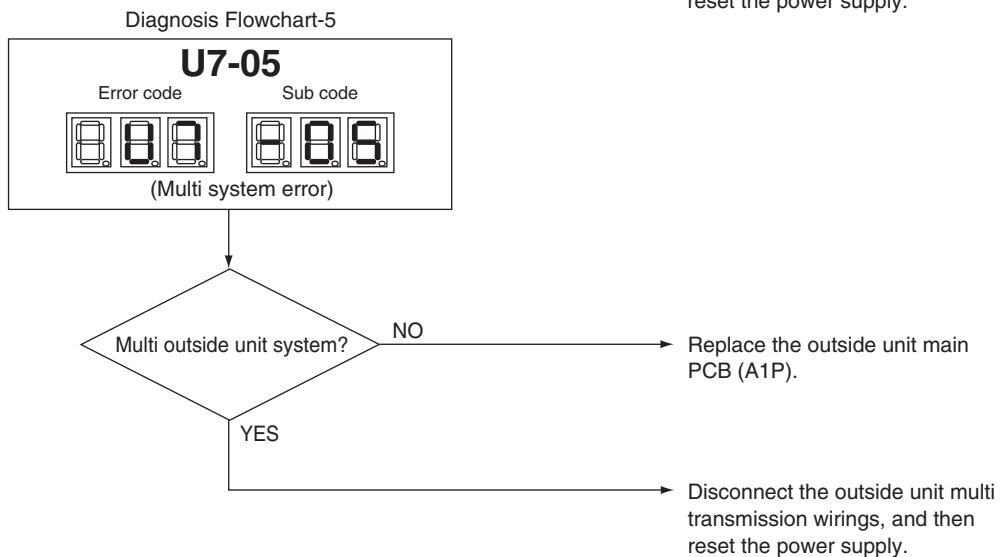 reset the power supply.
Diagnosis Flowchart-5
U7-05
Error code Sub code
U7 -05
(Multi system error)
Multi outside unit system?
NO
Replace the outside unit main
PCB (A1P).
YES
Disconnect the outside unit multi
transmission wirings, and then
reset the power supply.